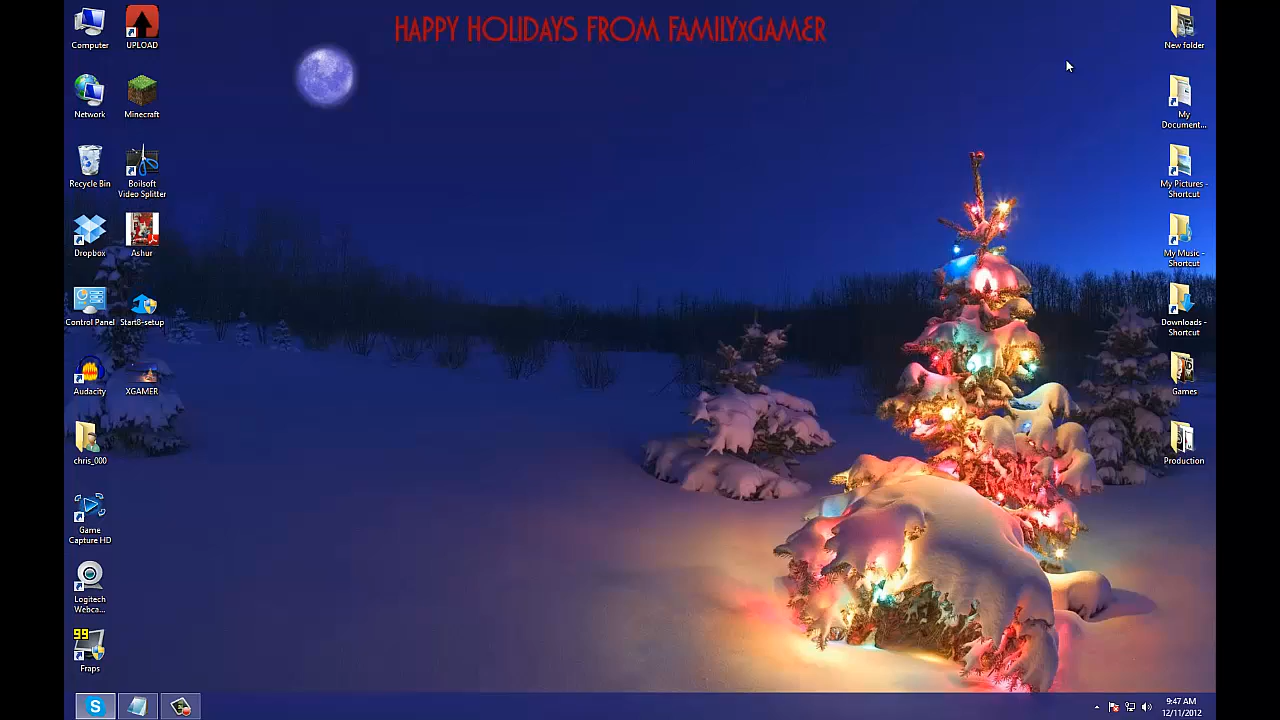 HAPPY HOLIDAYS FROM FAMILYXGAMER
Computer
UPLOAD
Network
Minecraft
Recycle Bin
Boilsoft
Video Splitter
Dropbox
Ashur
Control Panel
Start8-setup
Audacity
XGAMER
chris_000
Game
Capture HD
Logitech
Webca...
99
Fraps
New folder
My
Document...
My Pictures -
Shortcut
My Music -
Shortcut
Downloads -
Shortcut
Games
Production
S
9:47 AM
12/11/2012